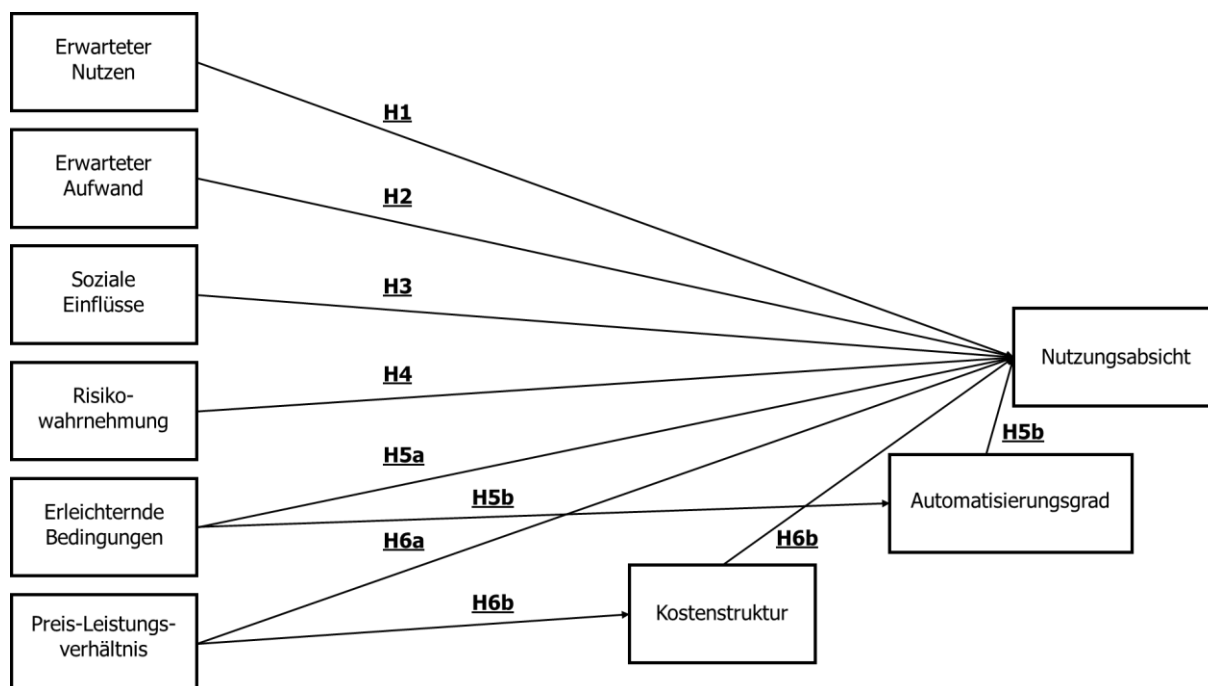 Erwarteter
Nutzen
H1
Erwarteter
Aufwand
H2
Soziale
Einflüsse
H3
Nutzungsabsicht
Risiko-
wahrnehmung
H4
H5a
H5b
Erleichternde
Bedingungen
H5b
Automatisierungsgrad
H6a
H6b
Preis-Leistungs-
verhältnis
H6b
Kostenstruktur